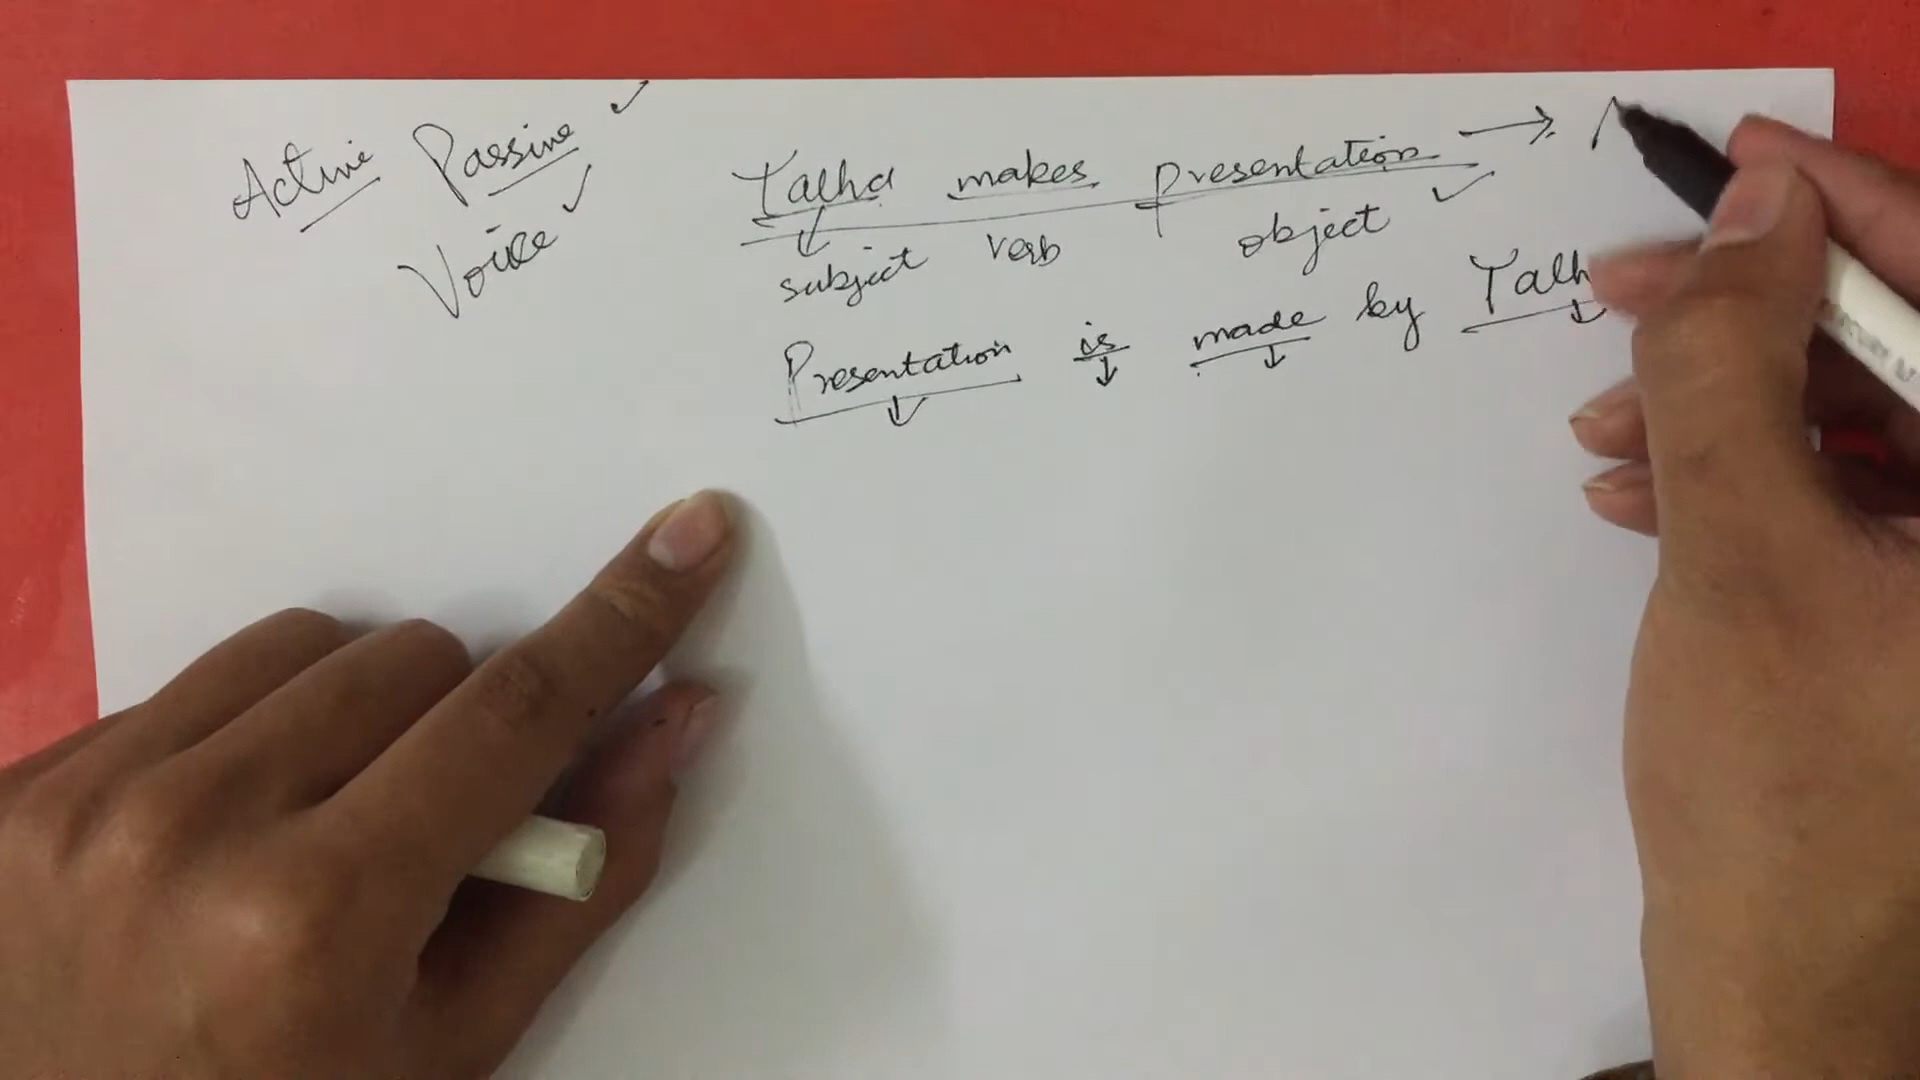 Active Passive
Voice
Talha makes presentation →
subject verb object
Presentation is made by Talh